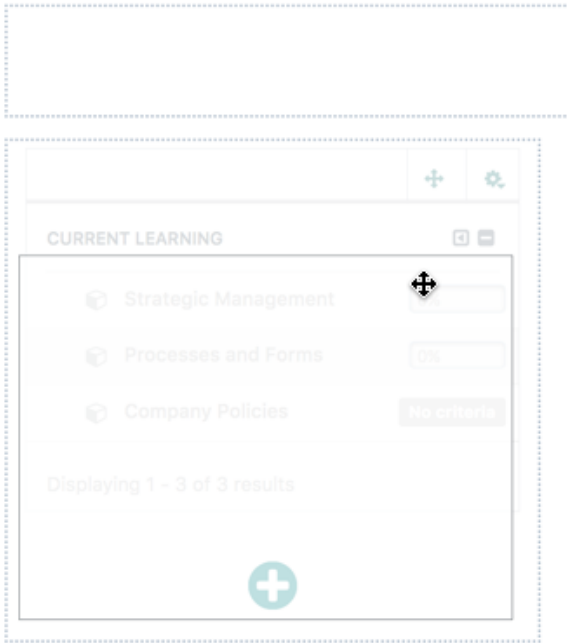 CURRENT LEARNING
Strategic Management
Processes and Forms 0%
Company Policies No criteria
Displaying 1 - 3 of 3 results